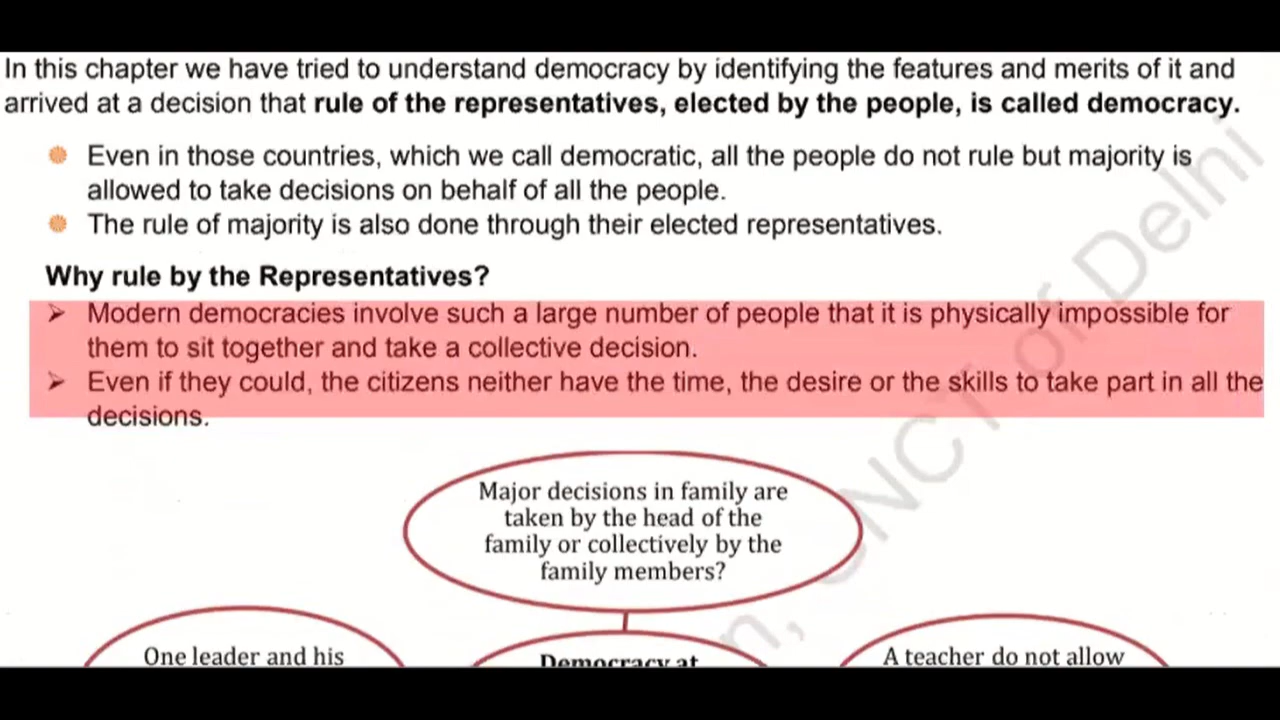 In this chapter we have tried to understand democracy by identifying the features and merits of it and
arrived at a decision that rule of the representatives, elected by the people, is called democracy.
Even in those countries, which we call democratic, all the people do not rule but majority is
allowed to take decisions on behalf of all the people.
The rule of majority is also done through their elected representatives.
Why rule by the Representatives?
Modern democracies involve such a large number of people that it is physically impossible for
them to sit together and take a collective decision.
Even if they could, the citizens neither have the time, the desire or the skills to take part in all the
decisions.
Major decisions in family are
taken by the head of the
family or collectively by the
family members?
One leader and his
Democracy at
A teacher do not allow
n, GNCT of Delhi